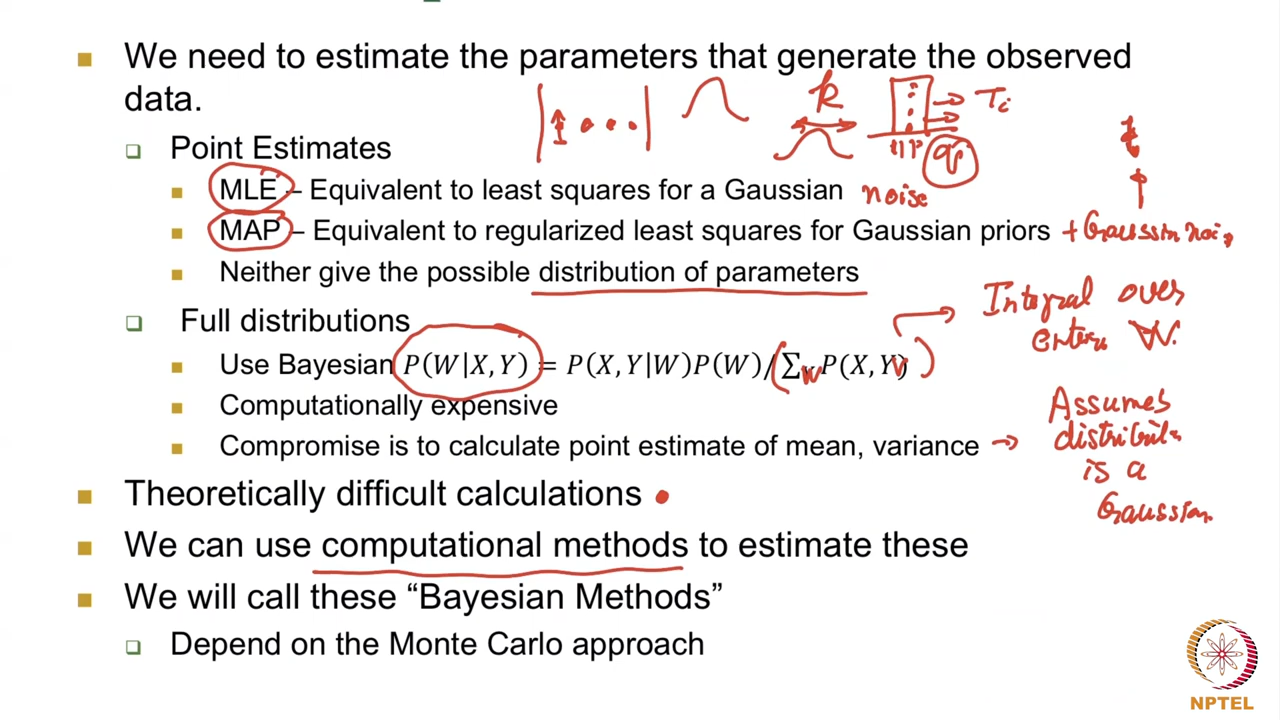 We need to estimate the parameters that generate the observed
data.
k
Ti
q
t
Point Estimates
MLE – Equivalent to least squares for a Gaussian noise
MAP – Equivalent to regularized least squares for Gaussian priors + Gaussian noise
Neither give the possible distribution of parameters
Integral over
entire W.
Full distributions
Use Bayesian P(W|X,Y) = P(X,Y|W)P(W)/(∑W P(X,Y))
Computationally expensive
Compromise is to calculate point estimate of mean, variance →
Assumes
distributn
is a
Gaussian
Theoretically difficult calculations
We can use computational methods to estimate these
We will call these “Bayesian Methods”
Depend on the Monte Carlo approach
NPTEL